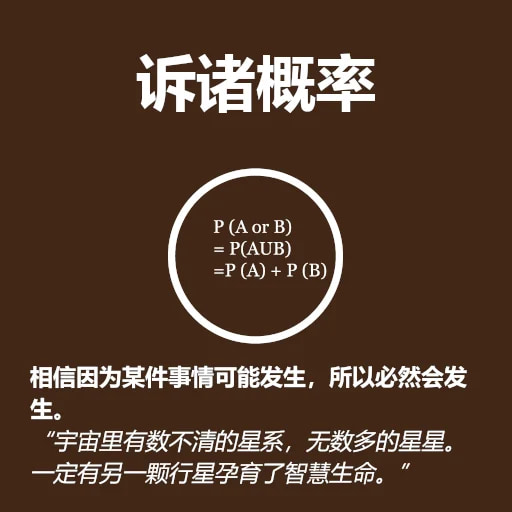 诉诸概率
P (A or B)
= P(AUB)
=P (A) + P (B)
相信因为某件事情可能发生，所以必然会发
生。
“宇宙里有数不清的星系，无数多的星星。
一定有另一颗行星孕育了智慧生命。”